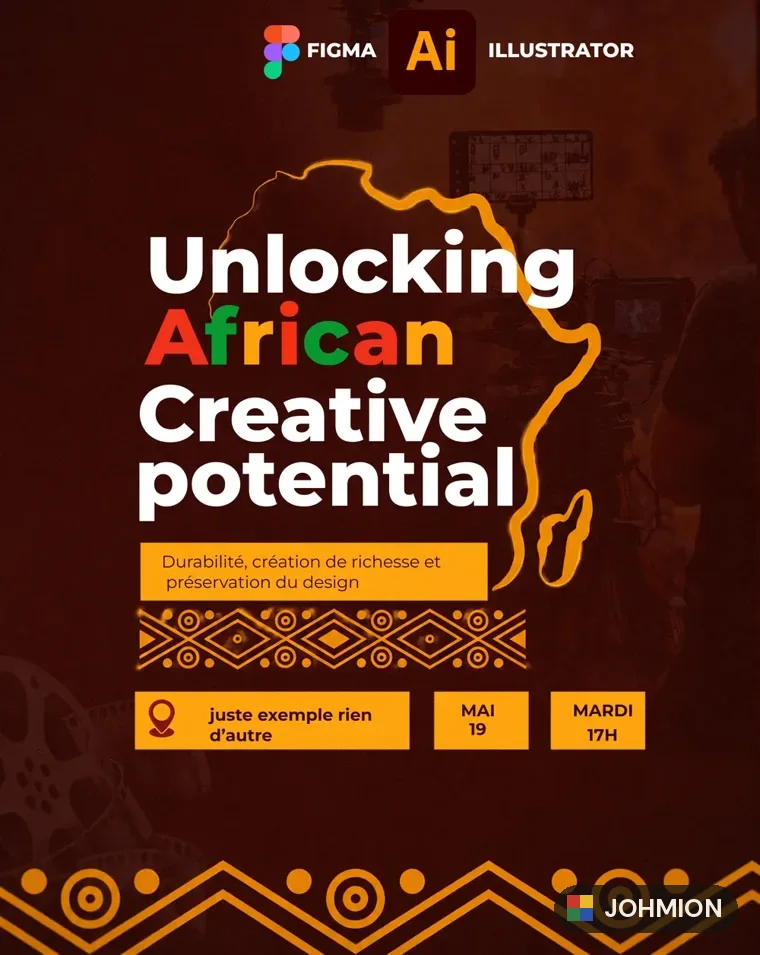 FIGMA Ai ILLUSTRATOR
Unlocking
African
Creative
potential
Durabilité, création de richesse et
préservation du design
juste exemple rien
d’autre
MAI
19
MARDI
17H
JOHMION